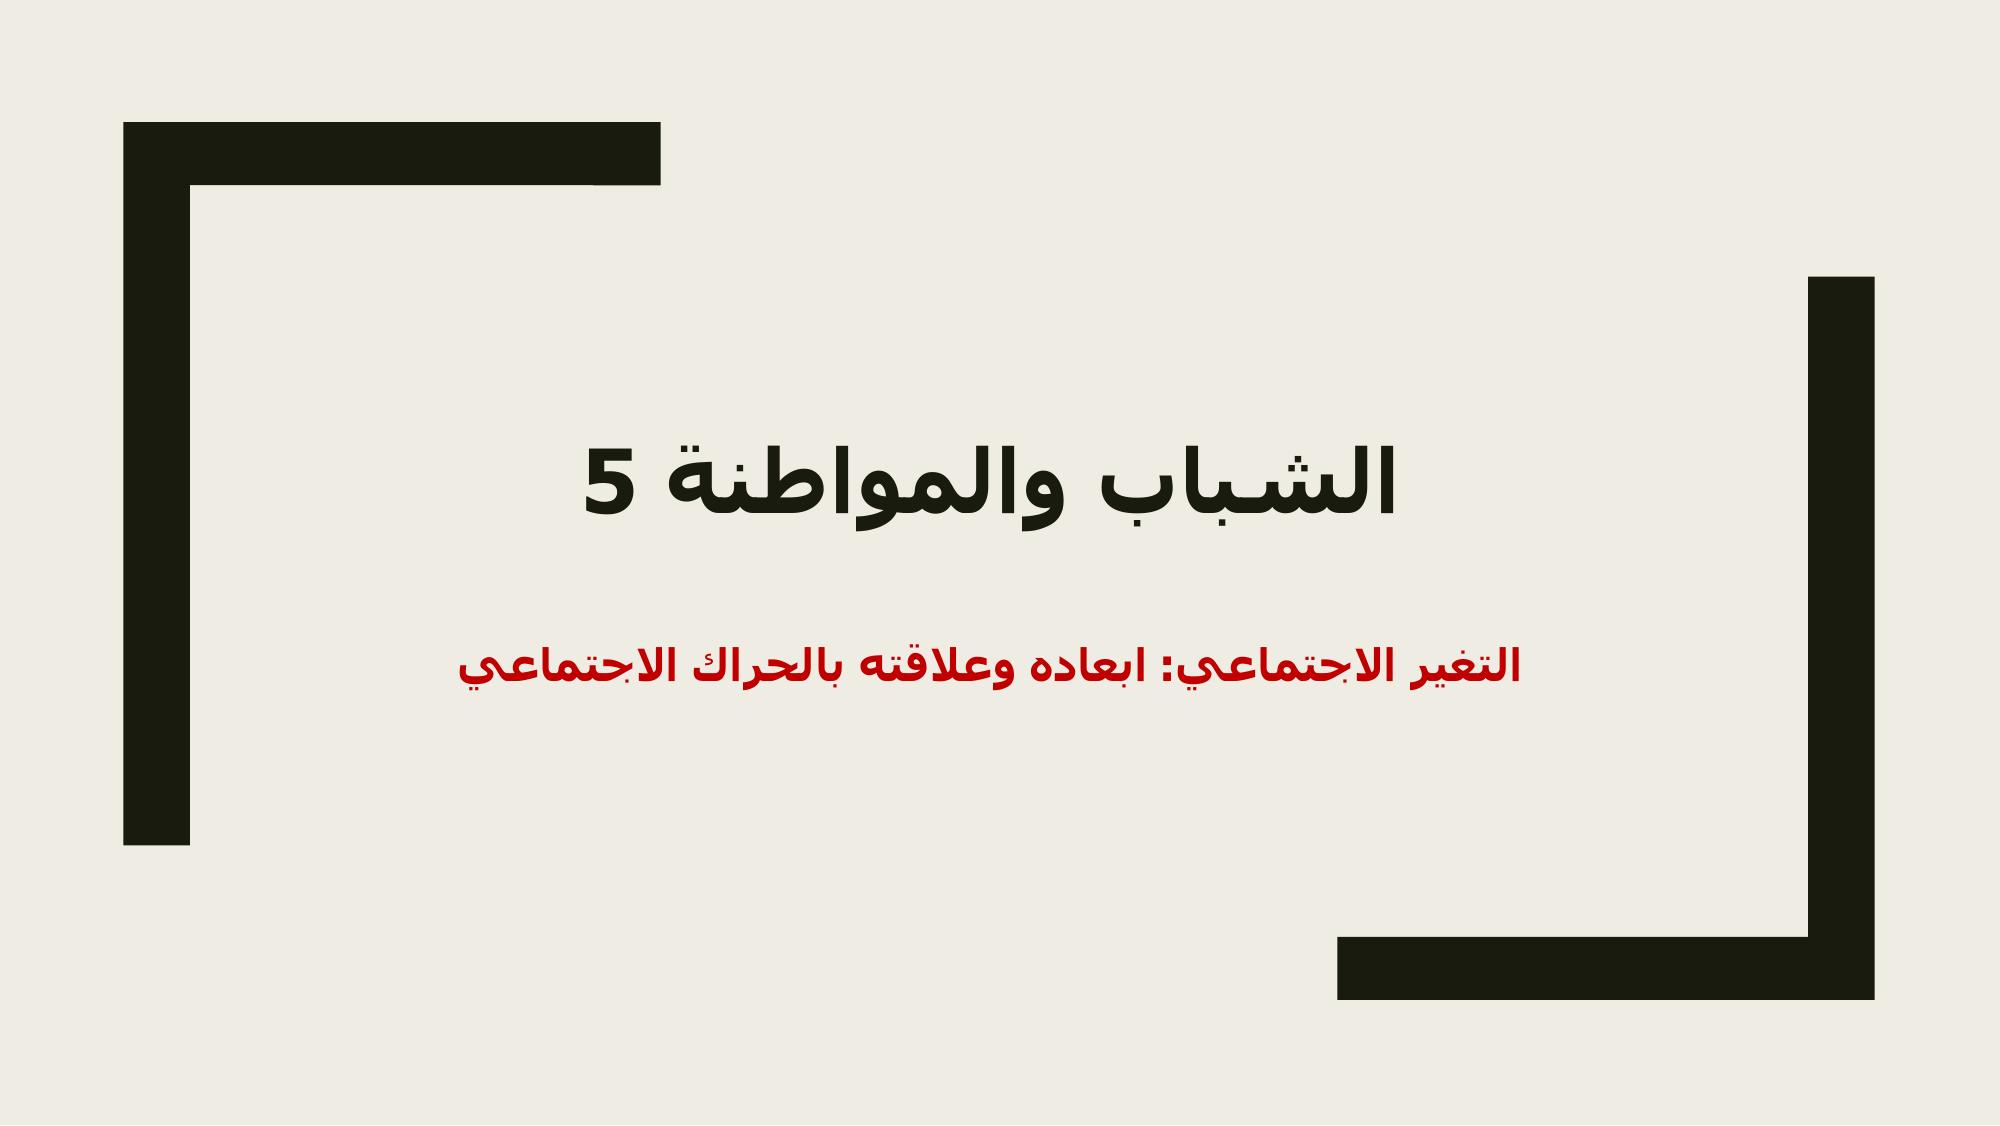 الشباب والمواطنة 5
التغير الاجتماعي: ابعاده وعلاقته بالحراك الاجتماعي